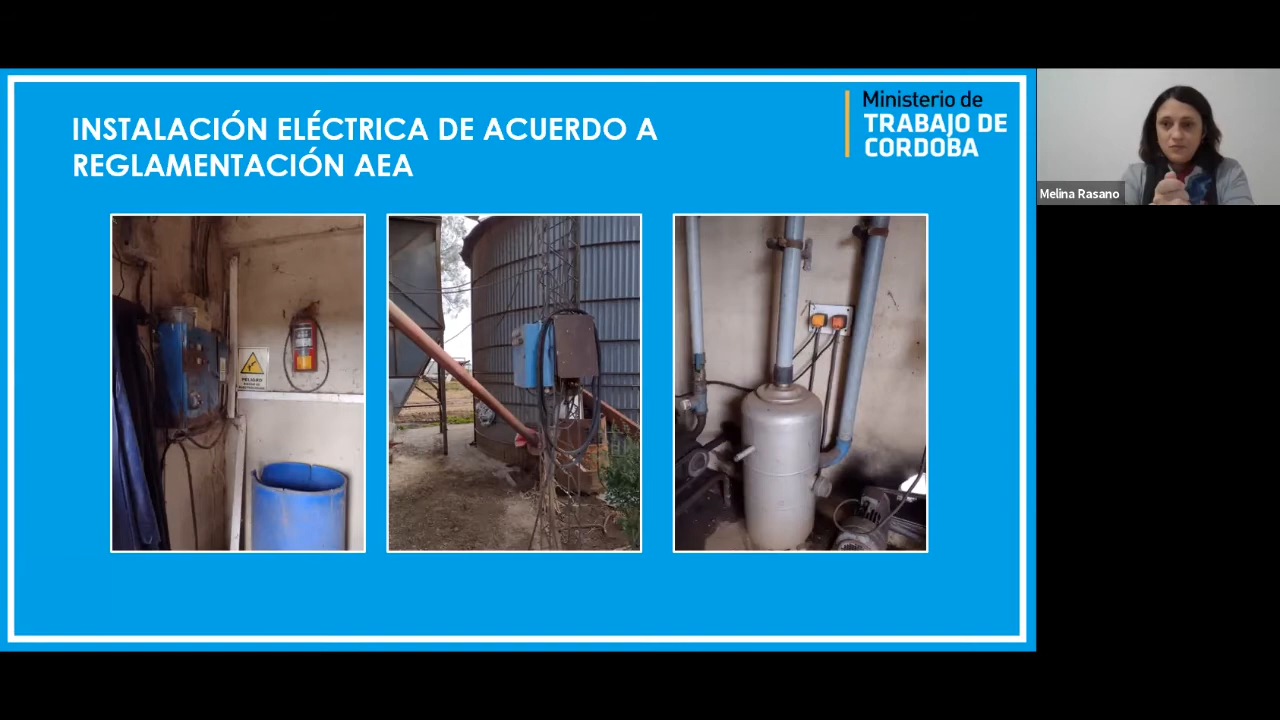 INSTALACIÓN ELÉCTRICA DE ACUERDO A
REGLAMENTACIÓN AEA
Ministerio de
TRABAJO DE
CORDOBA
Melina Rasano
PELIGRO